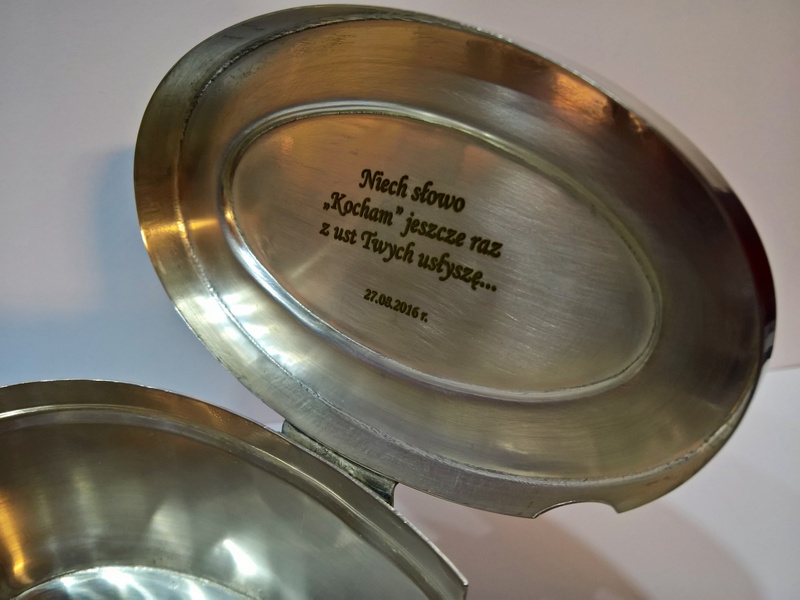 Niech słowo
„Kocham” jeszcze raz
z ust Twych usłyszę...
27.08.2016 r.